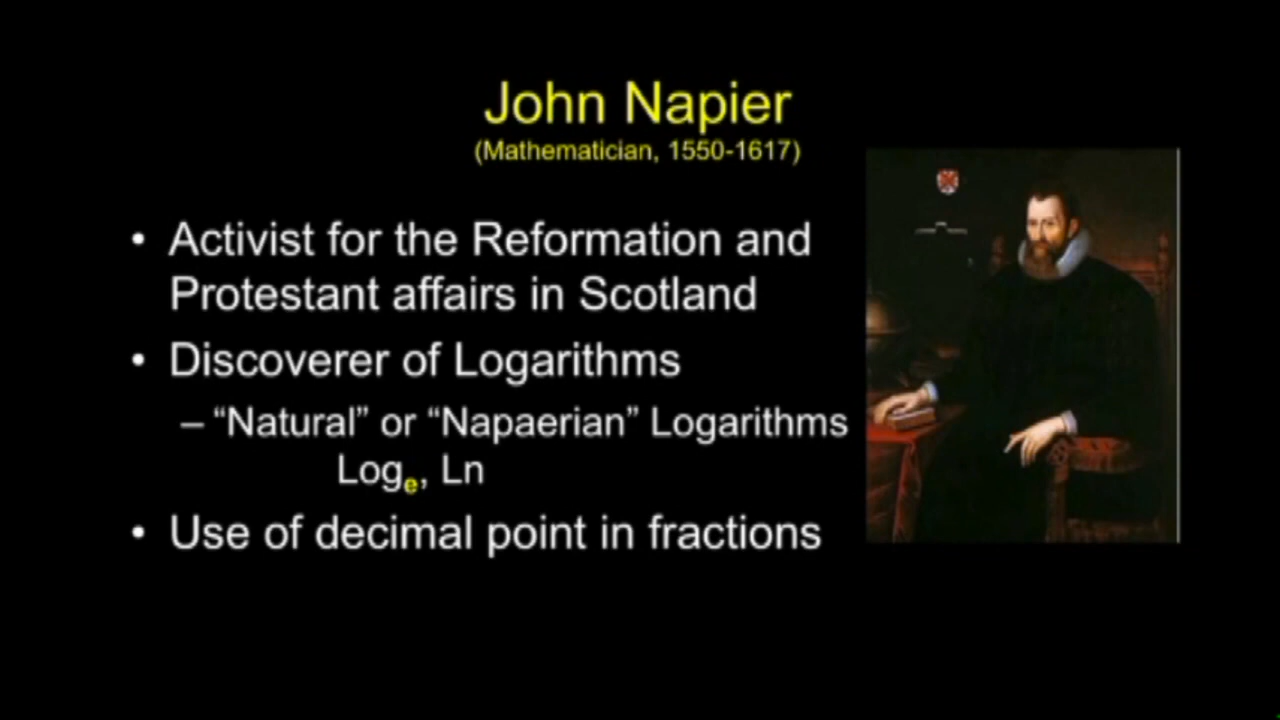 John Napier
(Mathematician, 1550-1617)
• Activist for the Reformation and
Protestant affairs in Scotland
• Discoverer of Logarithms
– “Natural” or “Napaerian” Logarithms
Logₑ, Ln
• Use of decimal point in fractions